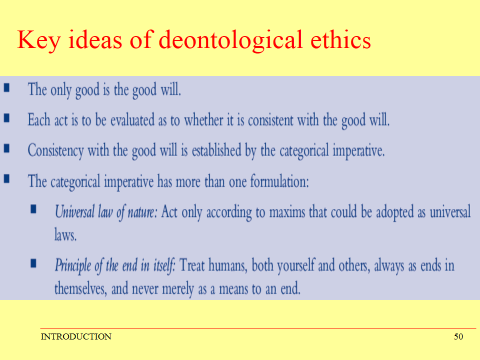 Key ideas of deontological ethics
The only good is the good will.
Each act is to be evaluated as to whether it is consistent with the good will.
Consistency with the good will is established by the categorical imperative.
The categorical imperative has more than one formulation:
Universal law of nature: Act only according to maxims that could be adopted as universal
laws.
Principle of the end in itself: Treat humans, both yourself and others, always as ends in
themselves, and never merely as a means to an end.
INTRODUCTION 50